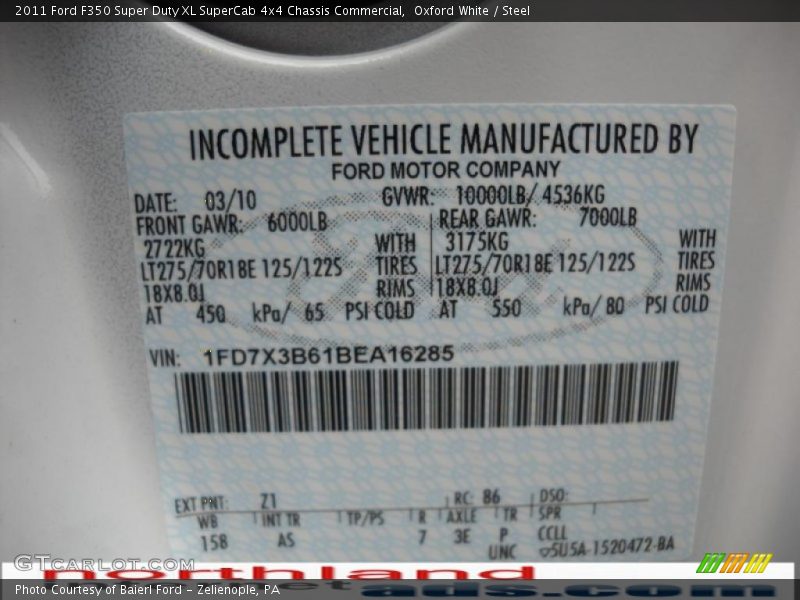 2011 Ford F350 Super Duty XL SuperCab 4x4 Chassis Commercial, Oxford White / Steel
INCOMPLETE VEHICLE MANUFACTURED BY
FORD MOTOR COMPANY
DATE: 03/10 GVWR: 10000LB/ 4536KG
FRONT GAWR: 6000LB REAR GAWR: 7000LB
2722KG WITH 3175KG WITH
LT275/70R18E 125/122S TIRES LT275/70R18E 125/122S TIRES
18X8.0J RIMS 18X8.0J RIMS
AT 450 kPa/ 65 PSI COLD AT 550 kPa/ 80 PSI COLD
VIN: 1FD7X3B61BEA16285
EXT PNT: Z1 RC: 86 DSO:
WB INT TR TP/PS R AXLE TR SPR
158 AS 7 3E P CCLL
UNC 5U5A-1520472-BA
GTCarLot.com
northland
ads.com
Photo Courtesy of Baierl Ford - Zelienople, PA